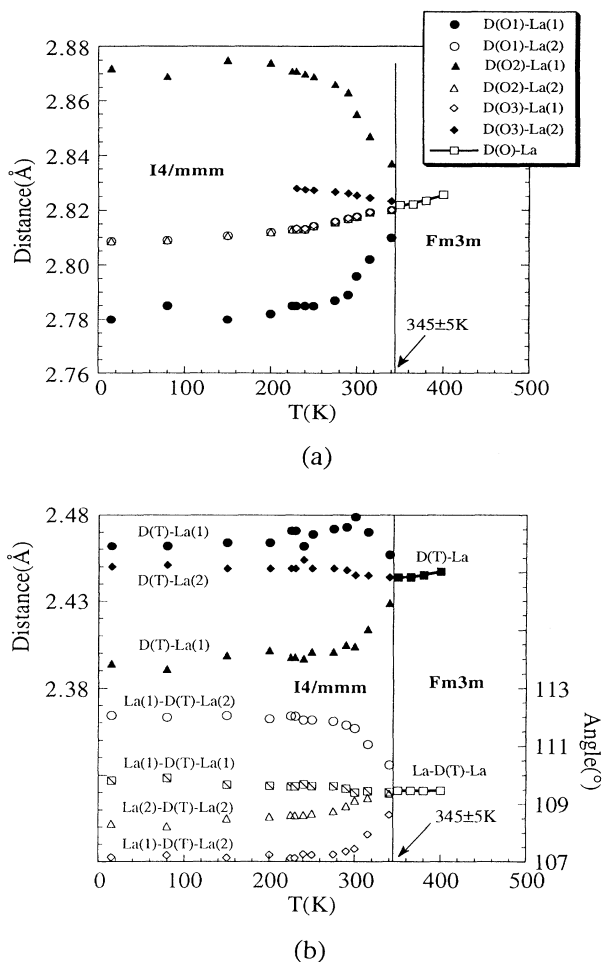 2.88
2.86
2.84
2.82
2.80
2.78
2.76
Distance(Å)
D(O1)-La(1)
D(O1)-La(2)
D(O2)-La(1)
D(O2)-La(2)
D(O3)-La(1)
D(O3)-La(2)
D(O)-La
I4/mmm
Fm3m
345±5K
0 100 200 300 400 500
T(K)
(a)
2.48
2.43
2.38
Distance(Å)
D(T)-La(1)
D(T)-La(2)
D(T)-La(1)
D(T)-La
I4/mmm
Fm3m
La(1)-D(T)-La(2)
La(1)-D(T)-La(1)
La(2)-D(T)-La(2)
La(1)-D(T)-La(2)
La-D(T)-La
345±5K
113
111
109
107
Angle(°)
0 100 200 300 400 500
T(K)
(b)